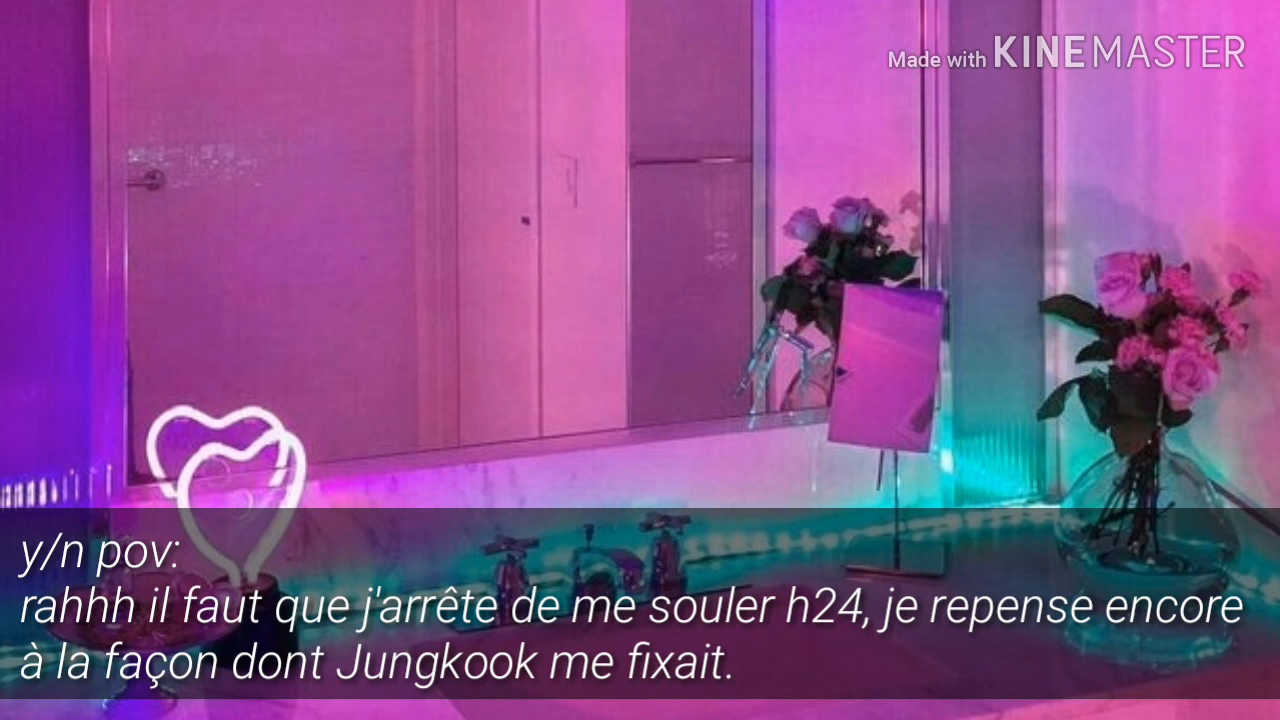 Made with KINEMASTER
y/n pov:
rahhh il faut que j'arrête de me souler h24, je repense encore
à la façon dont Jungkook me fixait.